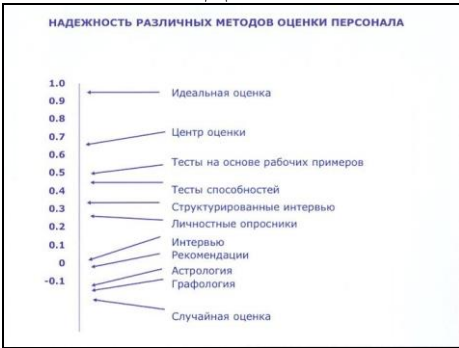 НАДЕЖНОСТЬ РАЗЛИЧНЫХ МЕТОДОВ ОЦЕНКИ ПЕРСОНАЛА
1.0
0.9
0.8
0.7
0.6
0.5
0.4
0.3
0.2
0.1
0
-0.1
Идеальная оценка
Центр оценки
Тесты на основе рабочих примеров
Тесты способностей
Структурированные интервью
Личностные опросники
Интервью
Рекомендации
Астрология
Графология
Случайная оценка